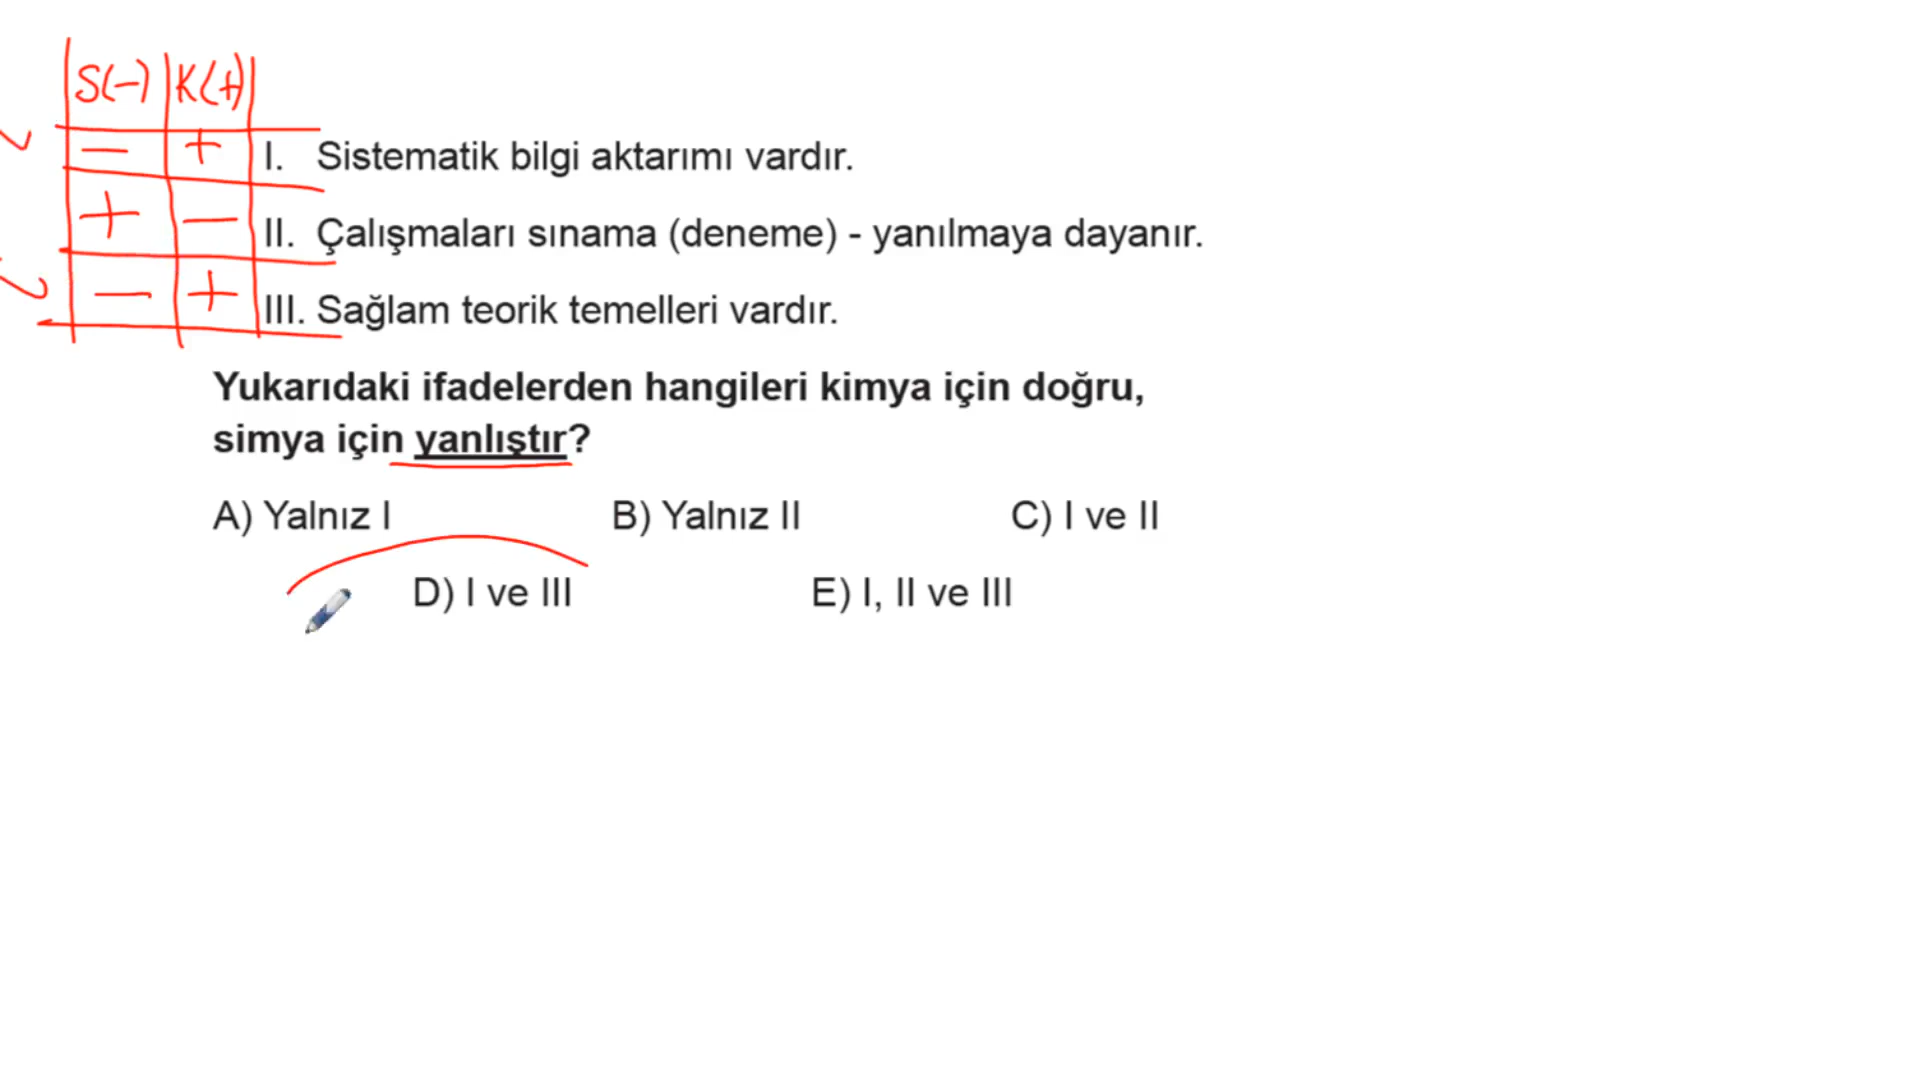 S(-) K(+)
- + I. Sistematik bilgi aktarımı vardır.
+ - II. Çalışmaları sınama (deneme) - yanılmaya dayanır.
- + III. Sağlam teorik temelleri vardır.
Yukarıdaki ifadelerden hangileri kimya için doğru,
simya için yanlıştır?
A) Yalnız I B) Yalnız II C) I ve II
D) I ve III E) I, II ve III